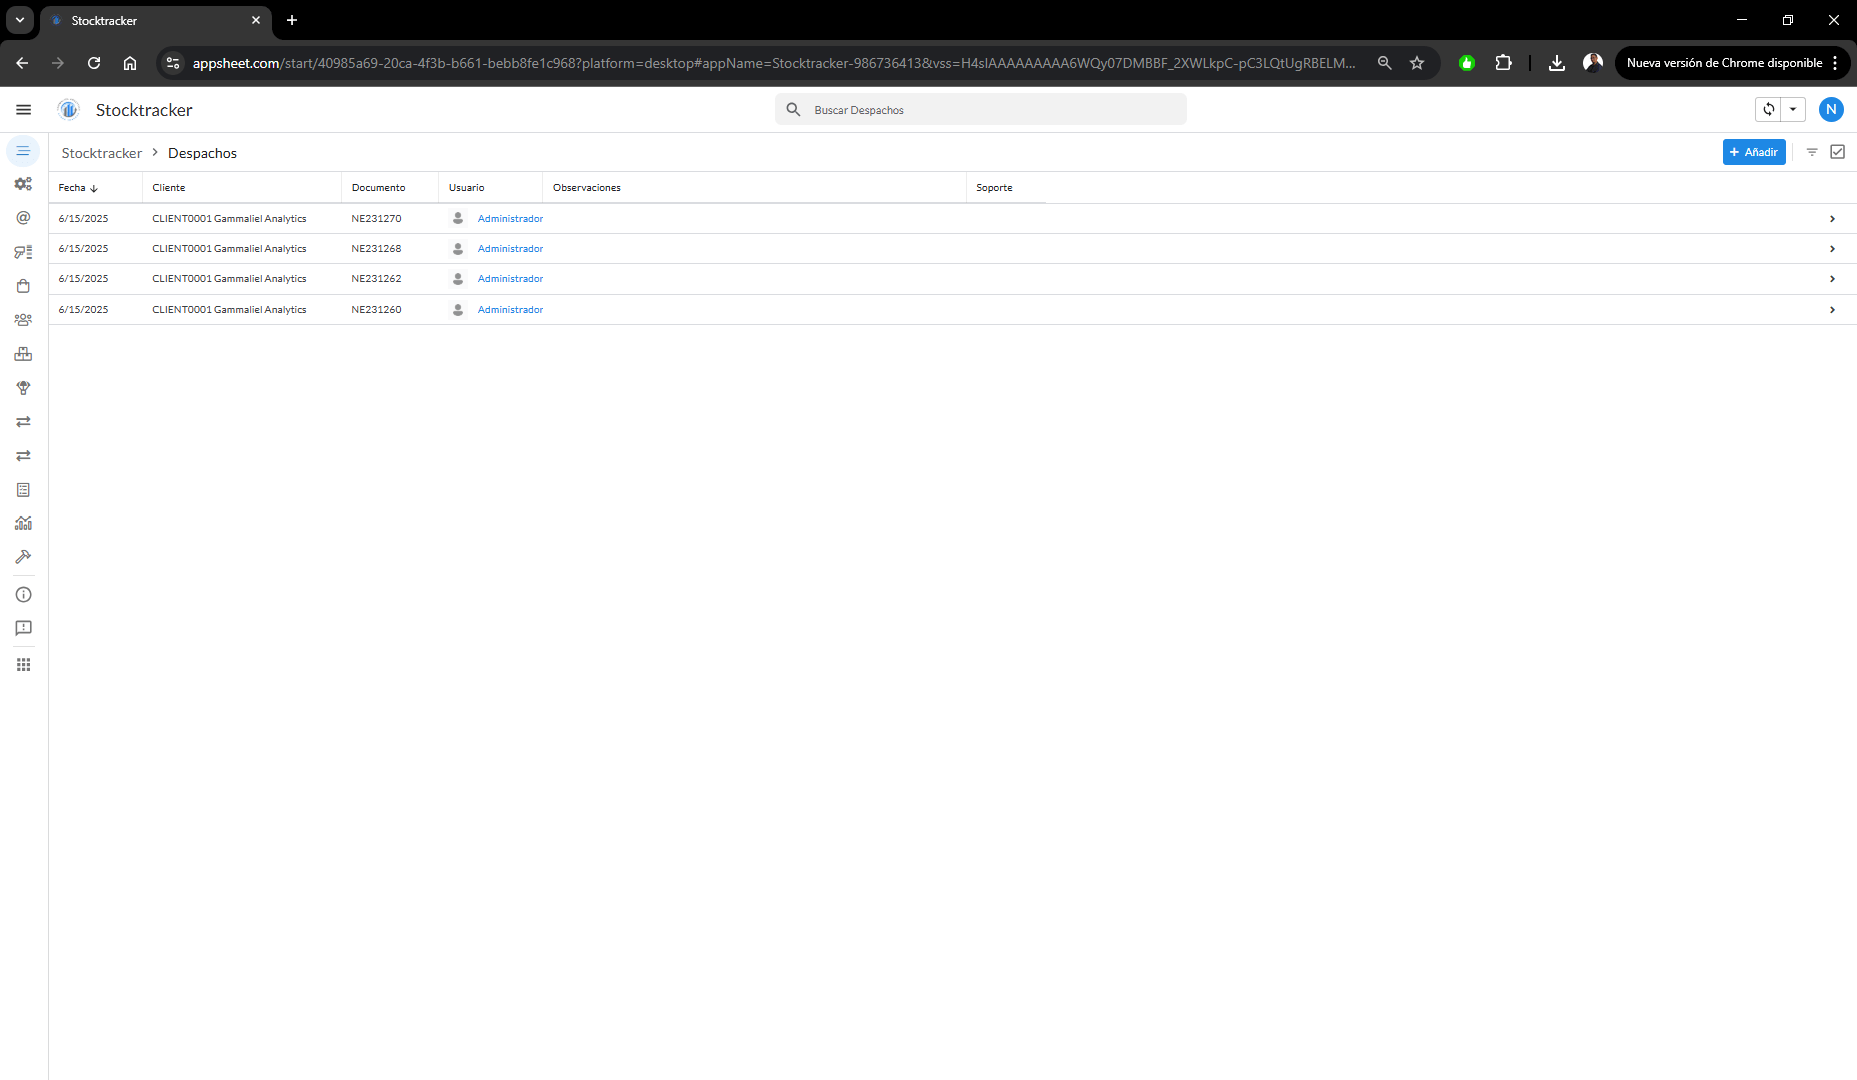 Stocktracker
appsheet.com/start/40985a69-20ca-4f3b-b661-bebb8fe1c968?platform=desktop#appName=Stocktracker-986736413&vss=H4sIAAAAAAAAA6WQy07DMBBF_2XWLkpC-pC3LQtUgRBELM...
Nueva versión de Chrome disponible
Stocktracker
Buscar Despachos
N
Stocktracker > Despachos
+ Añadir
Fecha Cliente Documento Usuario Observaciones Soporte
6/15/2025 CLIENT0001 Gammaliel Analytics NE231270 Administrador
6/15/2025 CLIENT0001 Gammaliel Analytics NE231268 Administrador
6/15/2025 CLIENT0001 Gammaliel Analytics NE231262 Administrador
6/15/2025 CLIENT0001 Gammaliel Analytics NE231260 Administrador